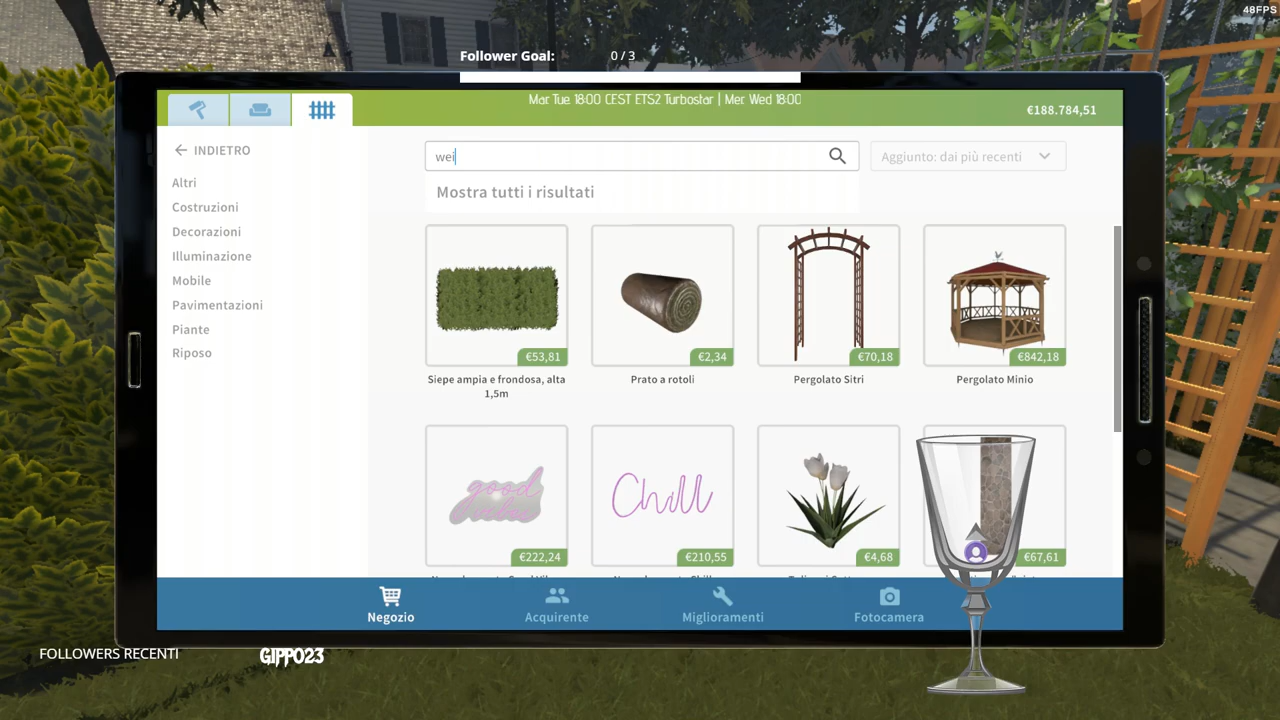 48FPS
Follower Goal:
0 / 3
Mar Tue 18:00 CEST ETS2 Turbostar | Mer Wed 18:00
€188.784,51
INDIETRO
Altri
Costruzioni
Decorazioni
Illuminazione
Mobile
Pavimentazioni
Piante
Riposo
wei
Aggiunto: dai più recenti
Mostra tutti i risultati
€53,81
Siepe ampia e frondosa, alta
1,5m
€2,34
Prato a rotoli
€70,18
Pergolato Sitri
€842,18
Pergolato Minio
good
€222,24
Chill
€210,55
€4,68
€67,61
Negozio
Acquirente
Miglioramenti
Fotocamera
FOLLOWERS RECENTI
GIPPO23